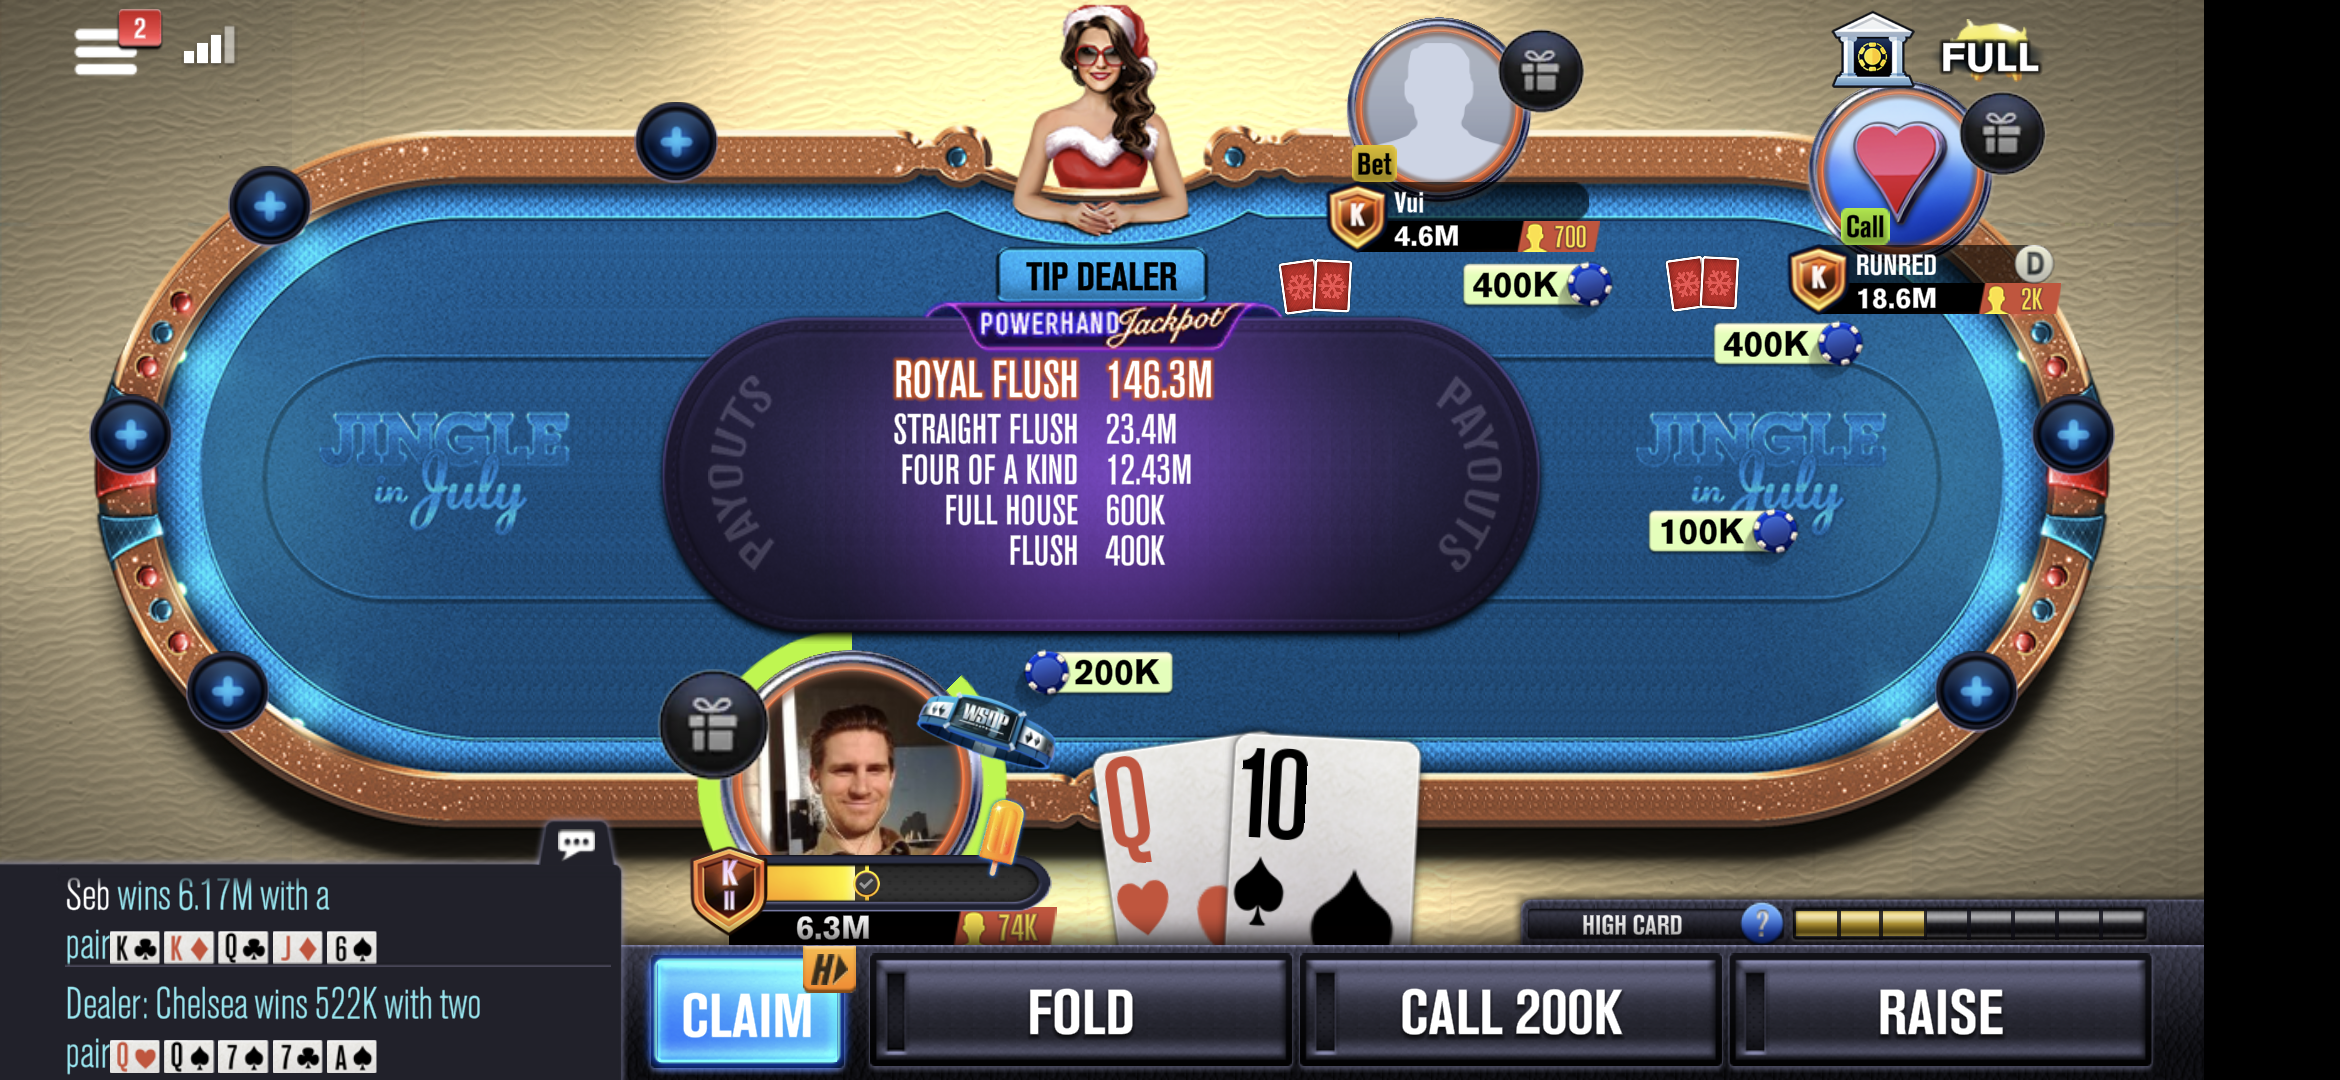 2
FULL
Bet
K
Vui
4.6M
700
Call
K
RUNRED
D
18.6M
2K
TIP DEALER
400K
400K
POWERHAND Jackpot
PAYOUTS
ROYAL FLUSH 146.3M
STRAIGHT FLUSH 23.4M
FOUR OF A KIND 12.43M
FULL HOUSE 600K
FLUSH 400K
PAYOUTS
JINGLE
in July
JINGLE
in July
100K
200K
WSOP
Q
10
K
II
6.3M
74K
Seb wins 6.17M with a
pair K♣ K♦ Q♣ J♦ 6♠
Dealer: Chelsea wins 522K with two
pair Q♥ Q♠ 7♠ 7♣ A♠
HIGH CARD ?
CLAIM
H
FOLD
CALL 200K
RAISE